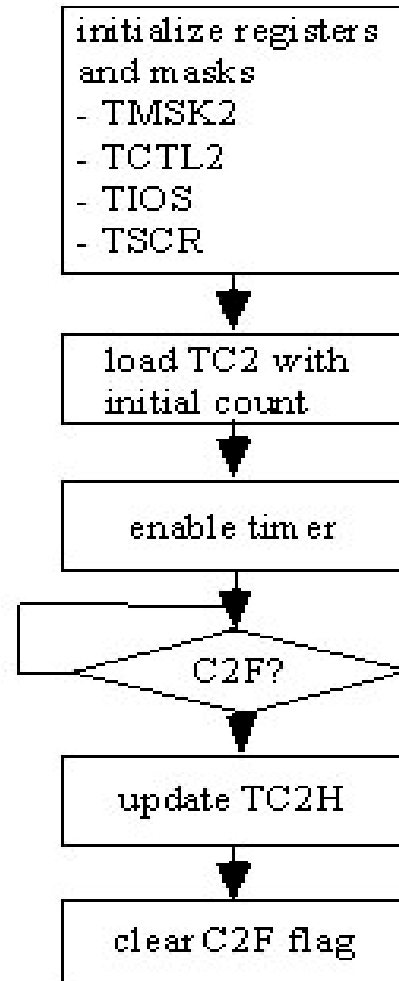 initialize registers
and masks
- TMSK2
- TCTL2
- TIOS
- TSCR
load TC2 with
initial count
enable timer
C2F?
update TC2H
clear C2F flag